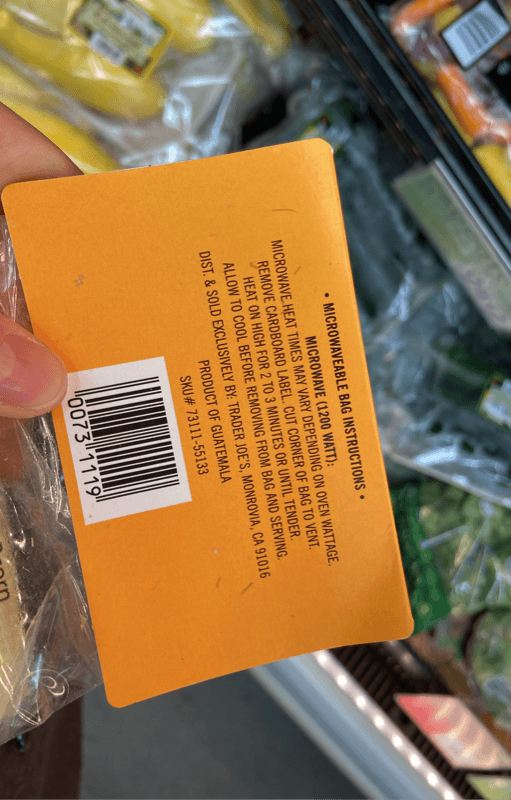 • MICROWAVEABLE BAG INSTRUCTIONS •
MICROWAVE (1200 WATT):
MICROWAVE.HEAT TIMES MAY VARY DEPENDING ON OVEN WATTAGE.
REMOVE CARDBOARD LABEL. CUT CORNER OF BAG TO VENT.
HEAT ON HIGH FOR 2 TO 3 MINUTES OR UNTIL TENDER.
ALLOW TO COOL BEFORE REMOVING FROM BAG AND SERVING.
DIST. & SOLD EXCLUSIVELY BY: TRADER JOE'S, MONROVIA, CA 91016
PRODUCT OF GUATEMALA
SKU# 73111-55133
0073 1119
orn